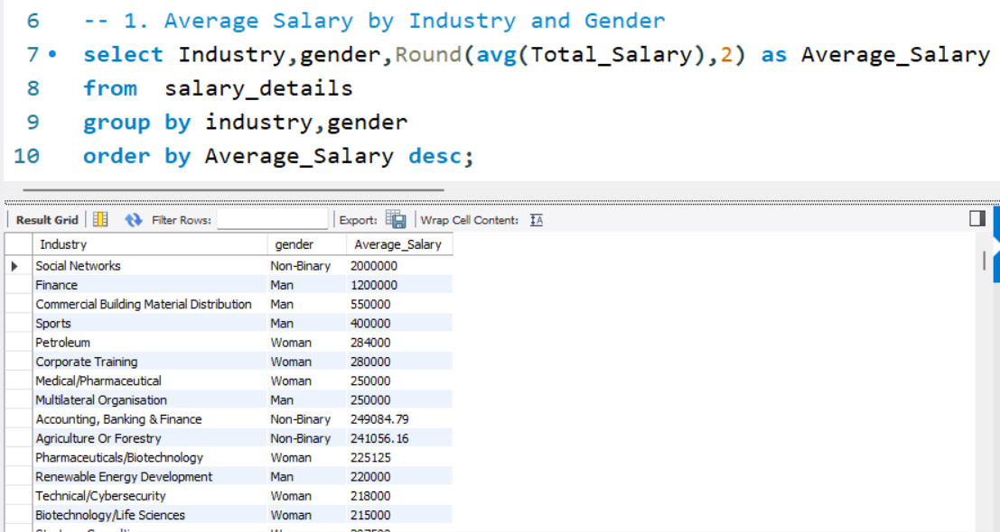 6 -- 1. Average Salary by Industry and Gender
7 select Industry,gender,Round(avg(Total_Salary),2) as Average_Salary
8 from salary_details
9 group by industry,gender
10 order by Average_Salary desc;
Result Grid Filter Rows: Export: Wrap Cell Content:
Industry gender Average_Salary
Social Networks Non-Binary 2000000
Finance Man 1200000
Commercial Building Material Distribution Man 550000
Sports Man 400000
Petroleum Woman 284000
Corporate Training Woman 280000
Medical/Pharmaceutical Woman 250000
Multilateral Organisation Man 250000
Accounting, Banking & Finance Non-Binary 249084.79
Agriculture Or Forestry Non-Binary 241056.16
Pharmaceuticals/Biotechnology Woman 225125
Renewable Energy Development Man 220000
Technical/Cybersecurity Woman 218000
Biotechnology/Life Sciences Woman 215000